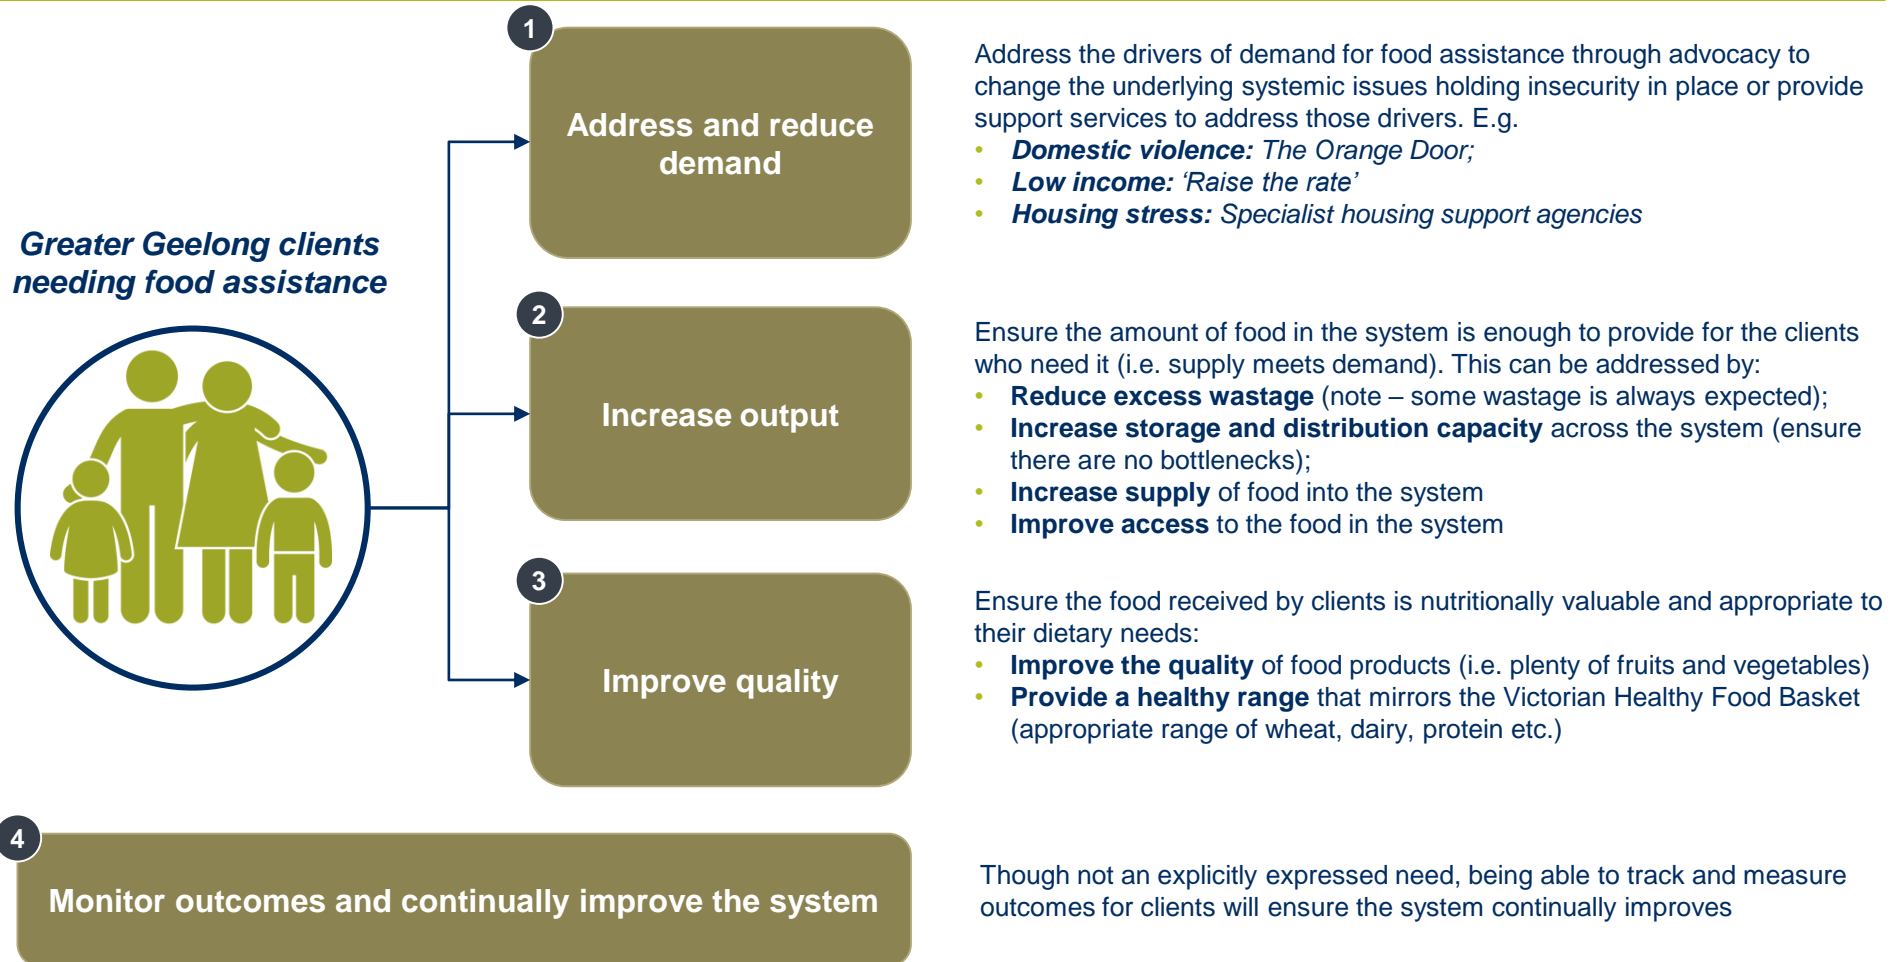 Greater Geelong clients
needing food assistance
1
Address and reduce
demand
Address the drivers of demand for food assistance through advocacy to
change the underlying systemic issues holding insecurity in place or provide
support services to address those drivers. E.g.
• Domestic violence: The Orange Door;
• Low income: ‘Raise the rate’
• Housing stress: Specialist housing support agencies
2
Increase output
Ensure the amount of food in the system is enough to provide for the clients
who need it (i.e. supply meets demand). This can be addressed by:
• Reduce excess wastage (note – some wastage is always expected);
• Increase storage and distribution capacity across the system (ensure
there are no bottlenecks);
• Increase supply of food into the system
• Improve access to the food in the system
3
Improve quality
Ensure the food received by clients is nutritionally valuable and appropriate to
their dietary needs:
• Improve the quality of food products (i.e. plenty of fruits and vegetables)
• Provide a healthy range that mirrors the Victorian Healthy Food Basket
(appropriate range of wheat, dairy, protein etc.)
4
Monitor outcomes and continually improve the system
Though not an explicitly expressed need, being able to track and measure
outcomes for clients will ensure the system continually improves